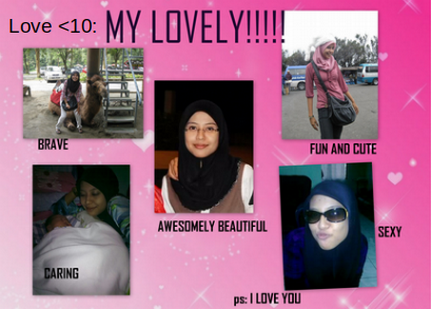 Love <10: MY LOVELY!!!!!
BRAVE
FUN AND CUTE
AWESOMELY BEAUTIFUL
SEXY
CARING
ps: I LOVE YOU